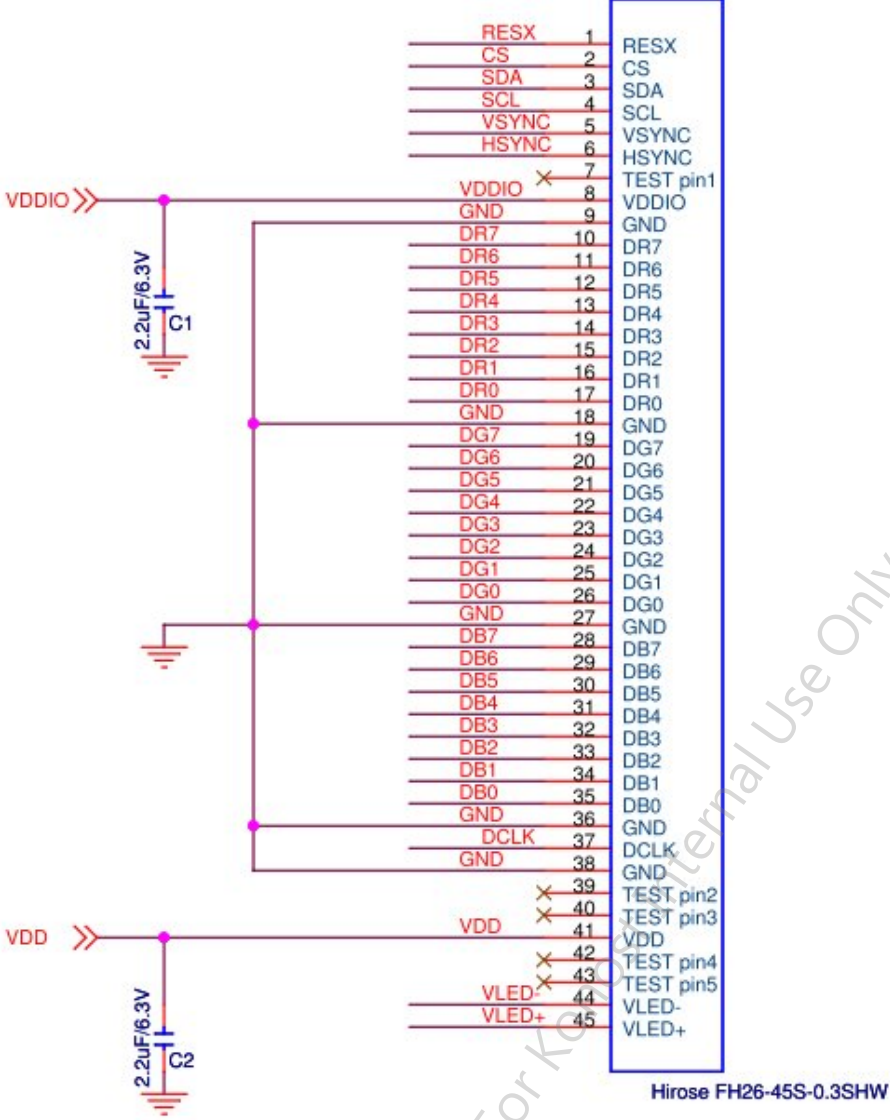 RESX 1 RESX
CS 2 CS
SDA 3 SDA
SCL 4 SCL
VSYNC 5 VSYNC
HSYNC 6 HSYNC
7 TEST pin1
VDDIO VDDIO 8 VDDIO
GND 9 GND
DR7 10 DR7
DR6 11 DR6
DR5 12 DR5
DR4 13 DR4
DR3 14 DR3
DR2 15 DR2
DR1 16 DR1
DR0 17 DR0
2.2uF/6.3V
C1
GND 18 GND
DG7 19 DG7
DG6 20 DG6
DG5 21 DG5
DG4 22 DG4
DG3 23 DG3
DG2 24 DG2
DG1 25 DG1
DG0 26 DG0
GND 27 GND
DB7 28 DB7
DB6 29 DB6
DB5 30 DB5
DB4 31 DB4
DB3 32 DB3
DB2 33 DB2
DB1 34 DB1
DB0 35 DB0
GND 36 GND
DCLK 37 DCLK
GND 38 GND
39 TEST pin2
40 TEST pin3
VDD VDD 41 VDD
42 TEST pin4
43 TEST pin5
VLED- 44 VLED-
VLED+ 45 VLED+
2.2uF/6.3V
C2
Hirose FH26-45S-0.3SHW
For Internal Use Only